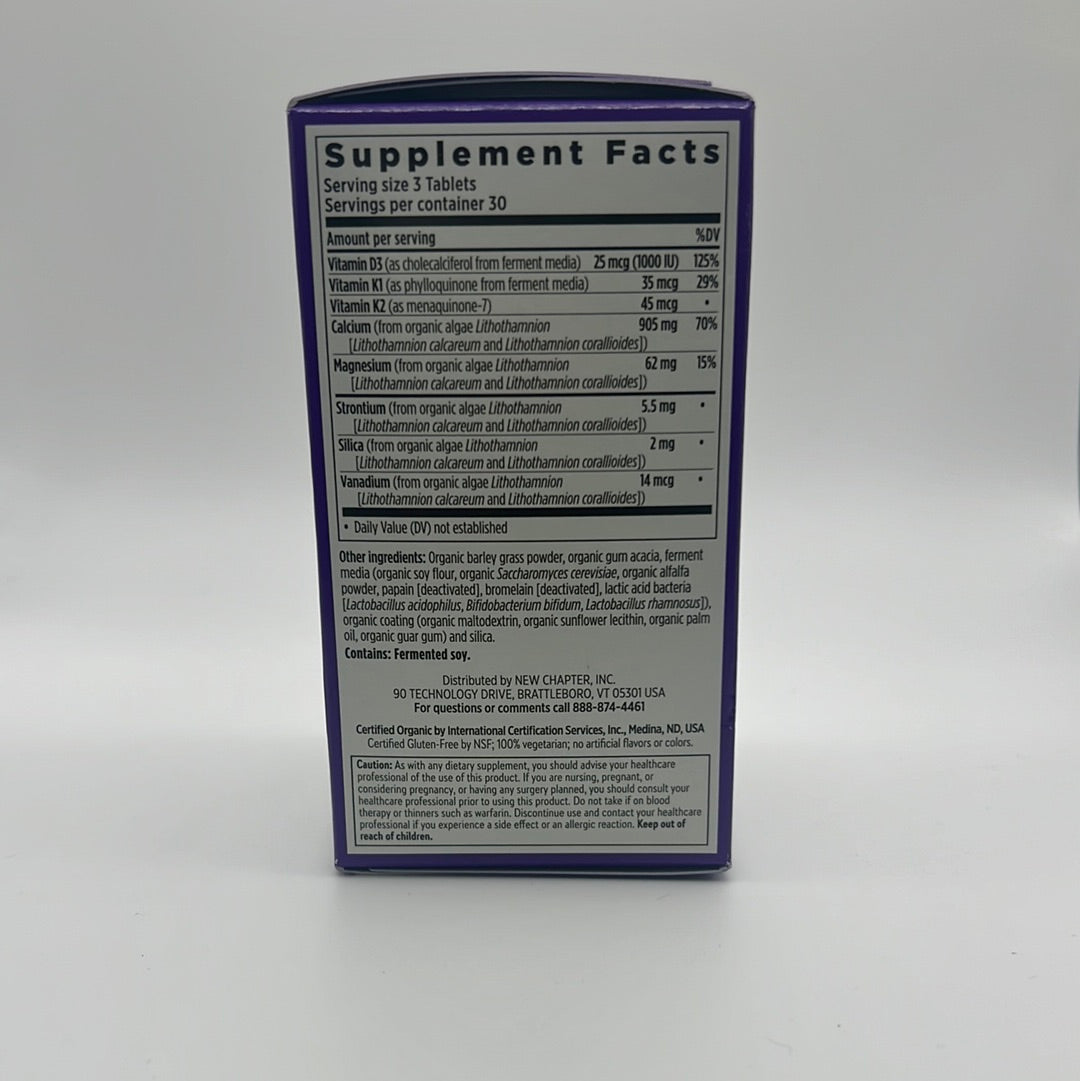 Supplement Facts
Serving size 3 Tablets
Servings per container 30
Amount per serving %DV
Vitamin D3 (as cholecalciferol from ferment media) 25 mcg (1000 IU) 125%
Vitamin K1 (as phylloquinone from ferment media) 35 mcg 29%
Vitamin K2 (as menaquinone-7) 45 mcg •
Calcium (from organic algae Lithothamnion 905 mg 70%
[Lithothamnion calcareum and Lithothamnion corallioides])
Magnesium (from organic algae Lithothamnion 62 mg 15%
[Lithothamnion calcareum and Lithothamnion corallioides])
Strontium (from organic algae Lithothamnion 5.5 mg •
[Lithothamnion calcareum and Lithothamnion corallioides])
Silica (from organic algae Lithothamnion 2 mg •
[Lithothamnion calcareum and Lithothamnion corallioides])
Vanadium (from organic algae Lithothamnion 14 mcg •
[Lithothamnion calcareum and Lithothamnion corallioides])
• Daily Value (DV) not established
Other ingredients: Organic barley grass powder, organic gum acacia, ferment
media (organic soy flour, organic Saccharomyces cerevisiae, organic alfalfa
powder, papain [deactivated], bromelain [deactivated], lactic acid bacteria
[Lactobacillus acidophilus, Bifidobacterium bifidum, Lactobacillus rhamnosus]),
organic coating (organic maltodextrin, organic sunflower lecithin, organic palm
oil, organic guar gum) and silica.
Contains: Fermented soy.
Distributed by NEW CHAPTER, INC.
90 TECHNOLOGY DRIVE, BRATTLEBORO, VT 05301 USA
For questions or comments call 888-874-4461
Certified Organic by International Certification Services, Inc., Medina, ND, USA
Certified Gluten-Free by NSF; 100% vegetarian; no artificial flavors or colors.
Caution: As with any dietary supplement, you should advise your healthcare
professional of the use of this product. If you are nursing, pregnant, or
considering pregnancy, or having any surgery planned, you should consult your
healthcare professional prior to using this product. Do not take if on blood
therapy or thinners such as warfarin. Discontinue use and contact your healthcare
professional if you experience a side effect or an allergic reaction. Keep out of
reach of children.